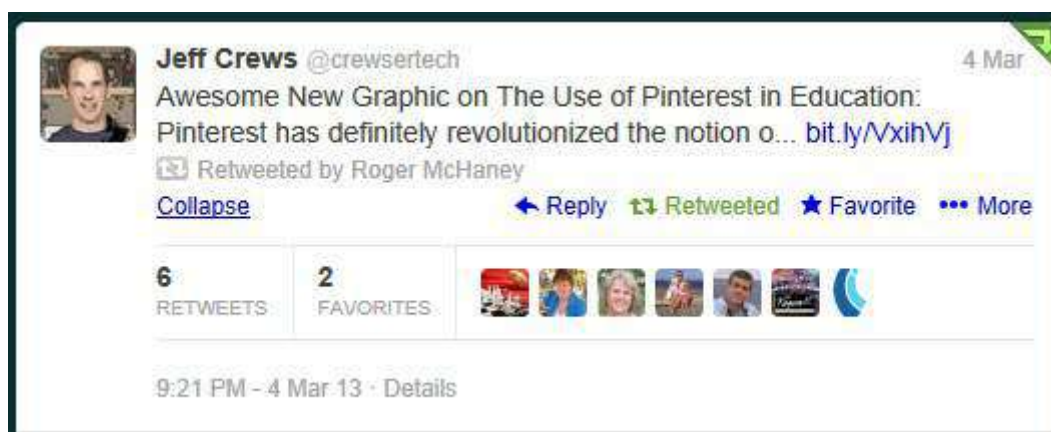 Jeff Crews @crewsertech 4 Mar
Awesome New Graphic on The Use of Pinterest in Education:
Pinterest has definitely revolutionized the notion o... bit.ly/VxihVj
Retweeted by Roger McHaney
Collapse Reply Retweeted Favorite More
6 2
RETWEETS FAVORITES
9:21 PM - 4 Mar 13 · Details